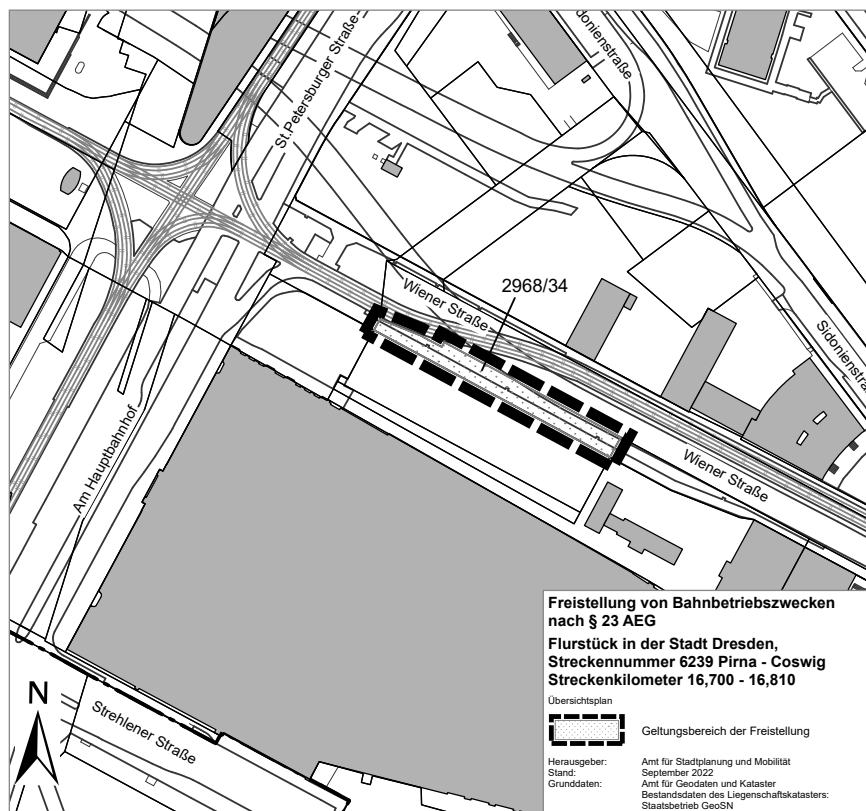 St.Petersburger Straße
Sidonienstraße
Wiener Straße
2968/34
Sidonienstra
Am Hauptbahnhof
Wiener Straße
Strehlener Straße
N
Freistellung von Bahnbetriebszwecken
nach § 23 AEG
Flurstück in der Stadt Dresden,
Streckennummer 6239 Pirna - Coswig
Streckenkilometer 16,700 - 16,810
Übersichtsplan
Geltungsbereich der Freistellung
Herausgeber: Amt für Stadtplanung und Mobilität
Stand: September 2022
Grunddaten: Amt für Geodaten und Kataster
Bestandsdaten des Liegenschaftskatasters:
Staatsbetrieb GeoSN